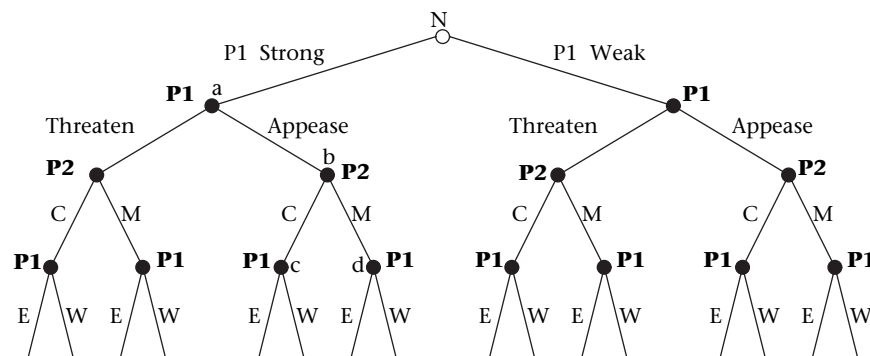 N
P1 Strong P1 Weak
P1 a P1
Threaten Appease Threaten Appease
b
P2 P2 P2 P2
C M C M C M C M
P1 P1 P1 c d P1 P1 P1 P1 P1
E W E W E W E W E W E W E W E W